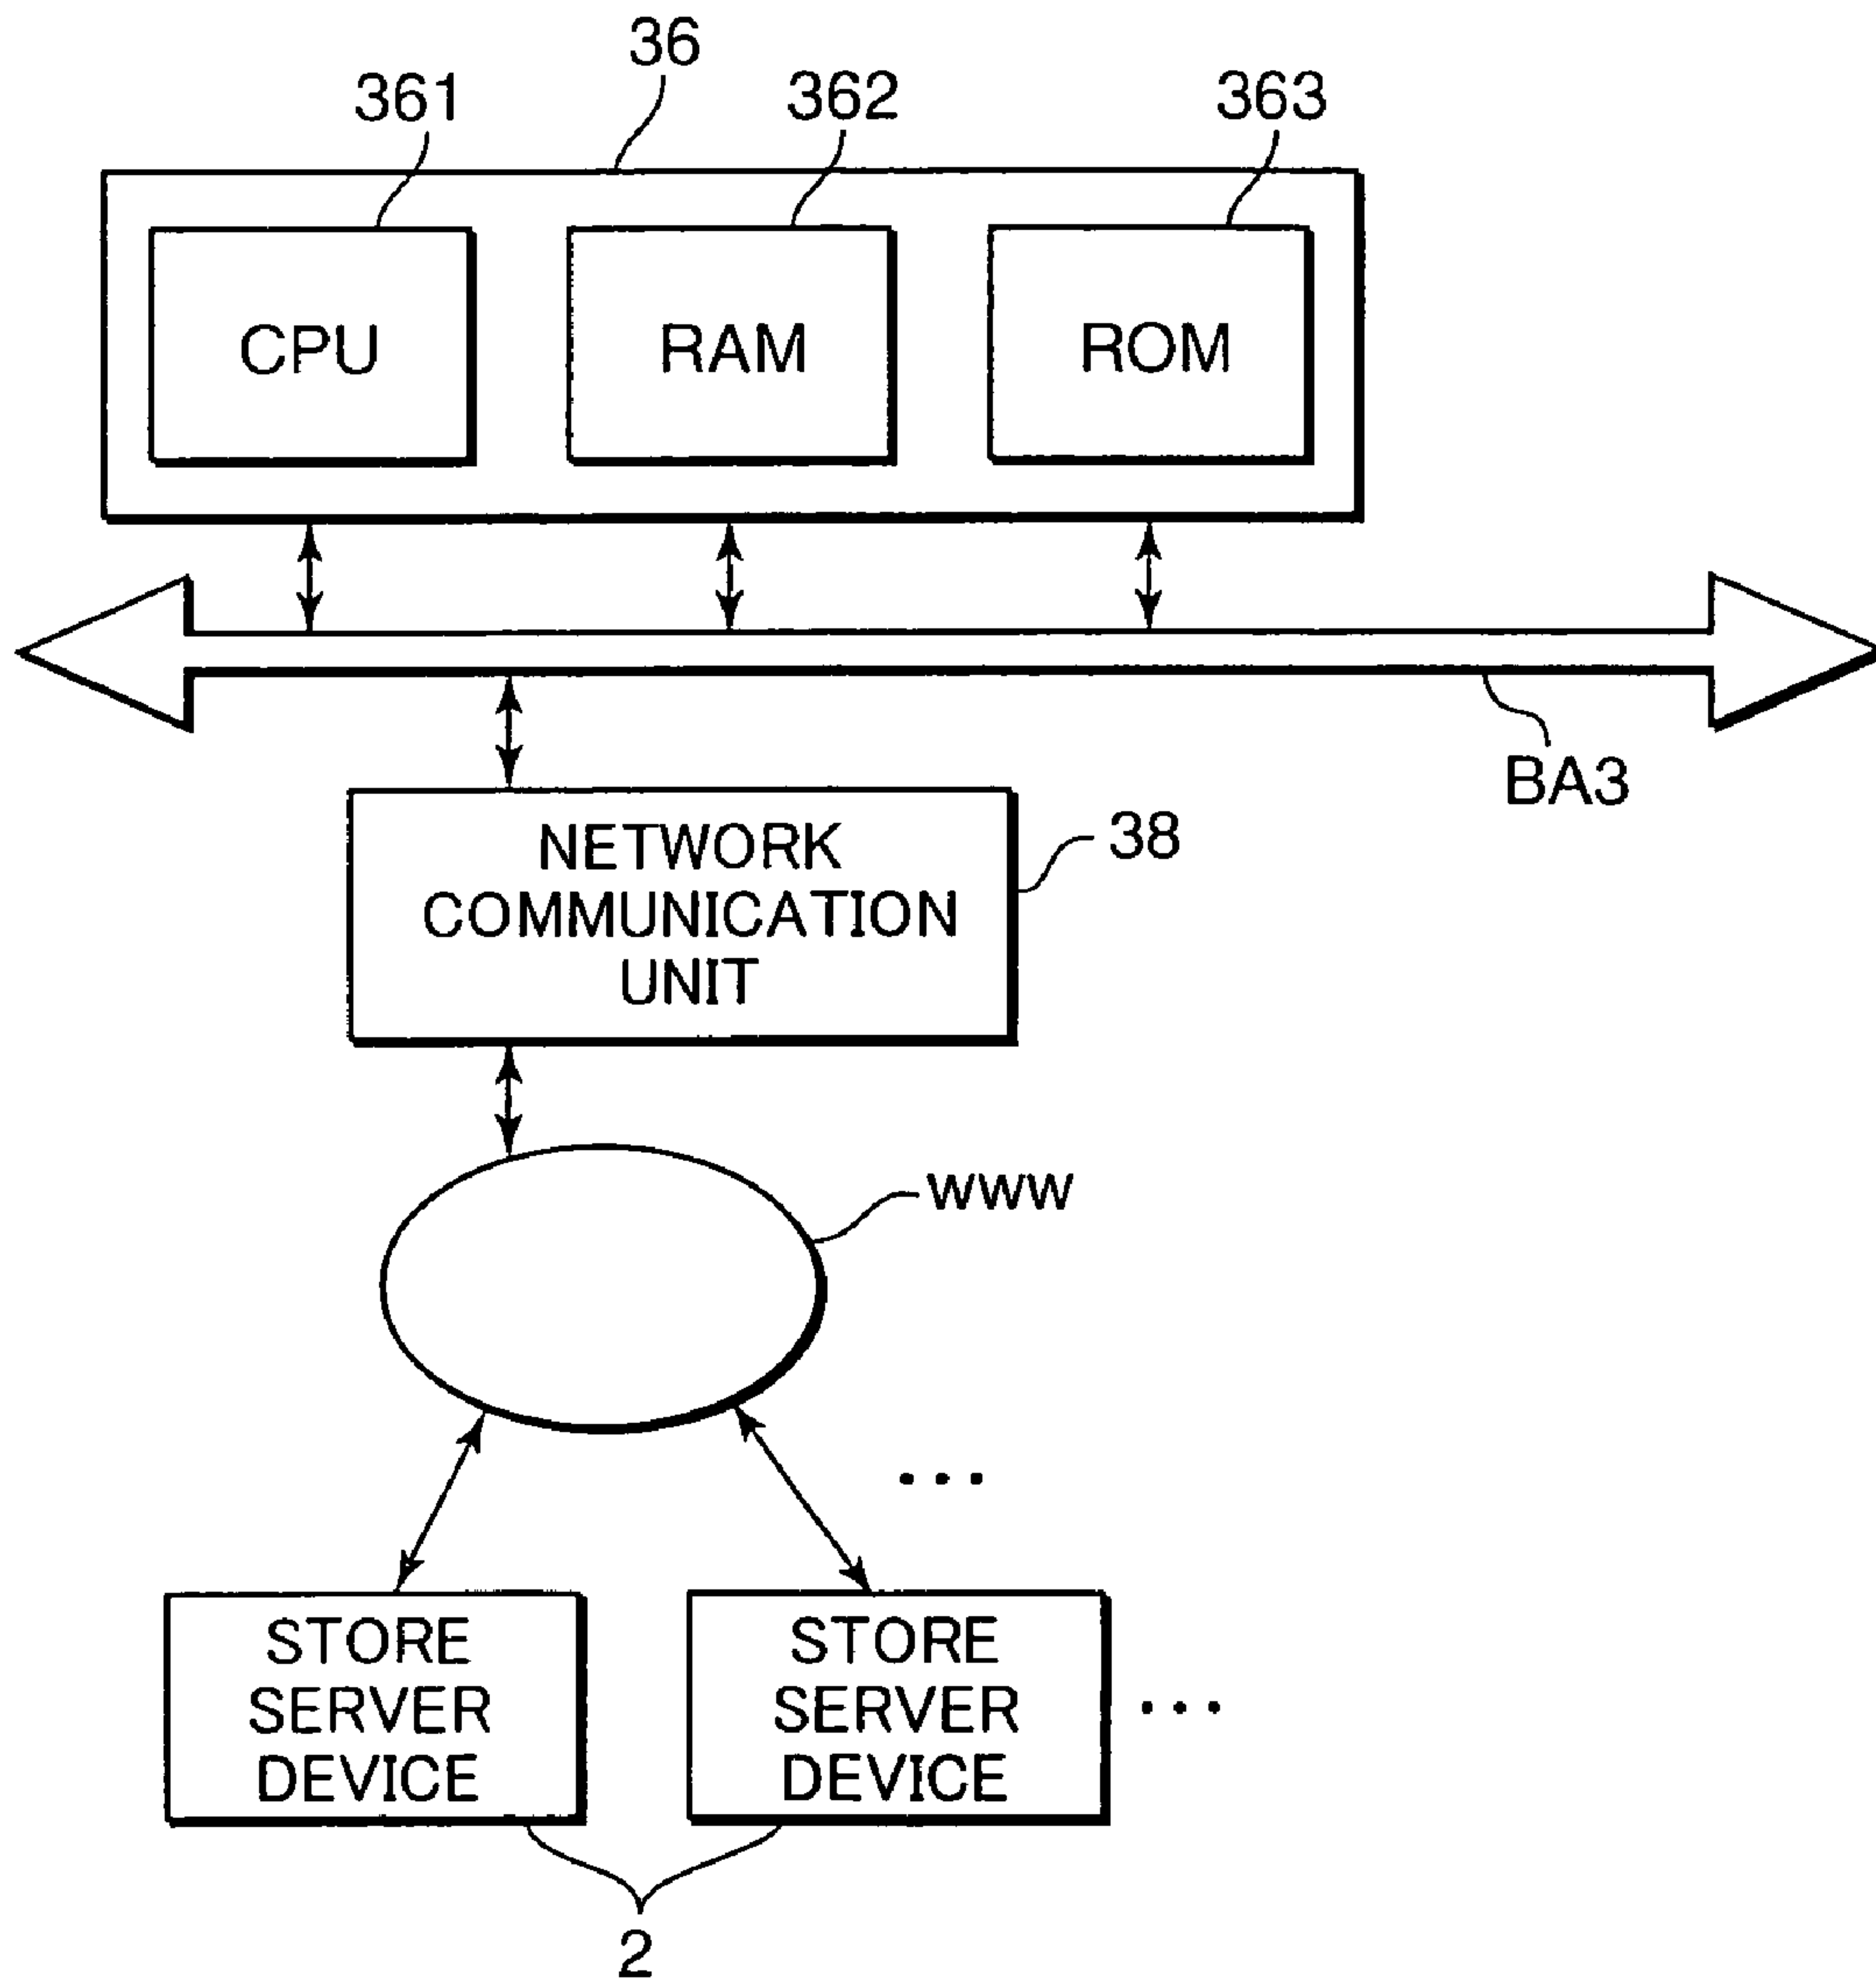 36
361
362
363
CPU
RAM
ROM
BA3
NETWORK
COMMUNICATION
UNIT
38
www
...
STORE
SERVER
DEVICE
STORE
SERVER
DEVICE
...
2